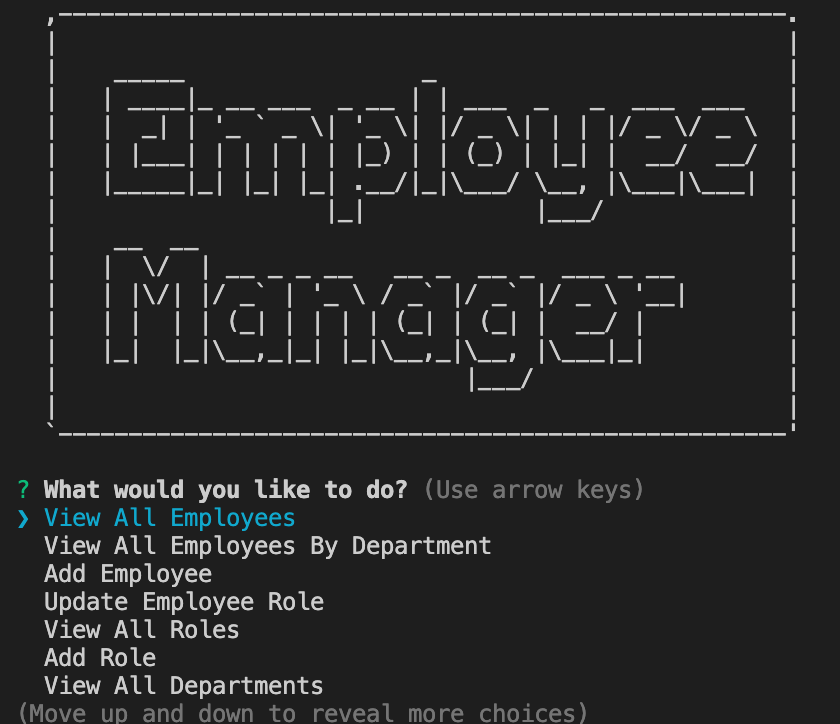 Employee
Manager
? What would you like to do? (Use arrow keys)
❯ View All Employees
View All Employees By Department
Add Employee
Update Employee Role
View All Roles
Add Role
View All Departments
(Move up and down to reveal more choices)